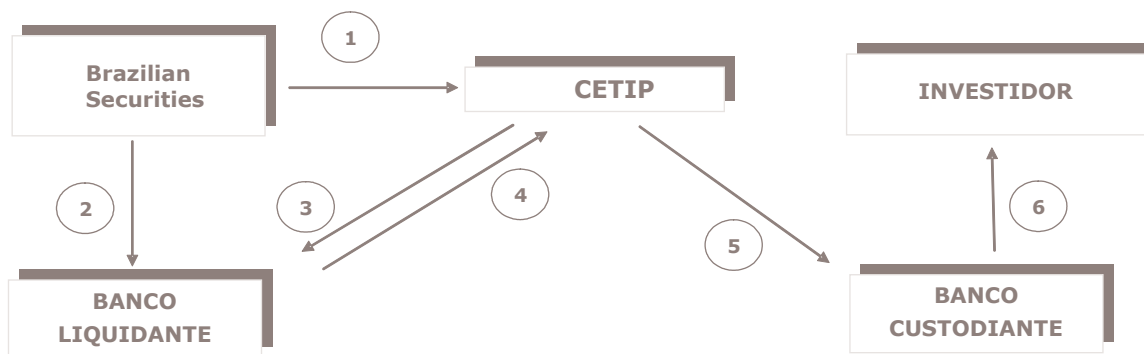 1
Brazilian
Securities
CETIP
INVESTIDOR
2
3
4
5
6
BANCO
LIQUIDANTE
BANCO
CUSTODIANTE